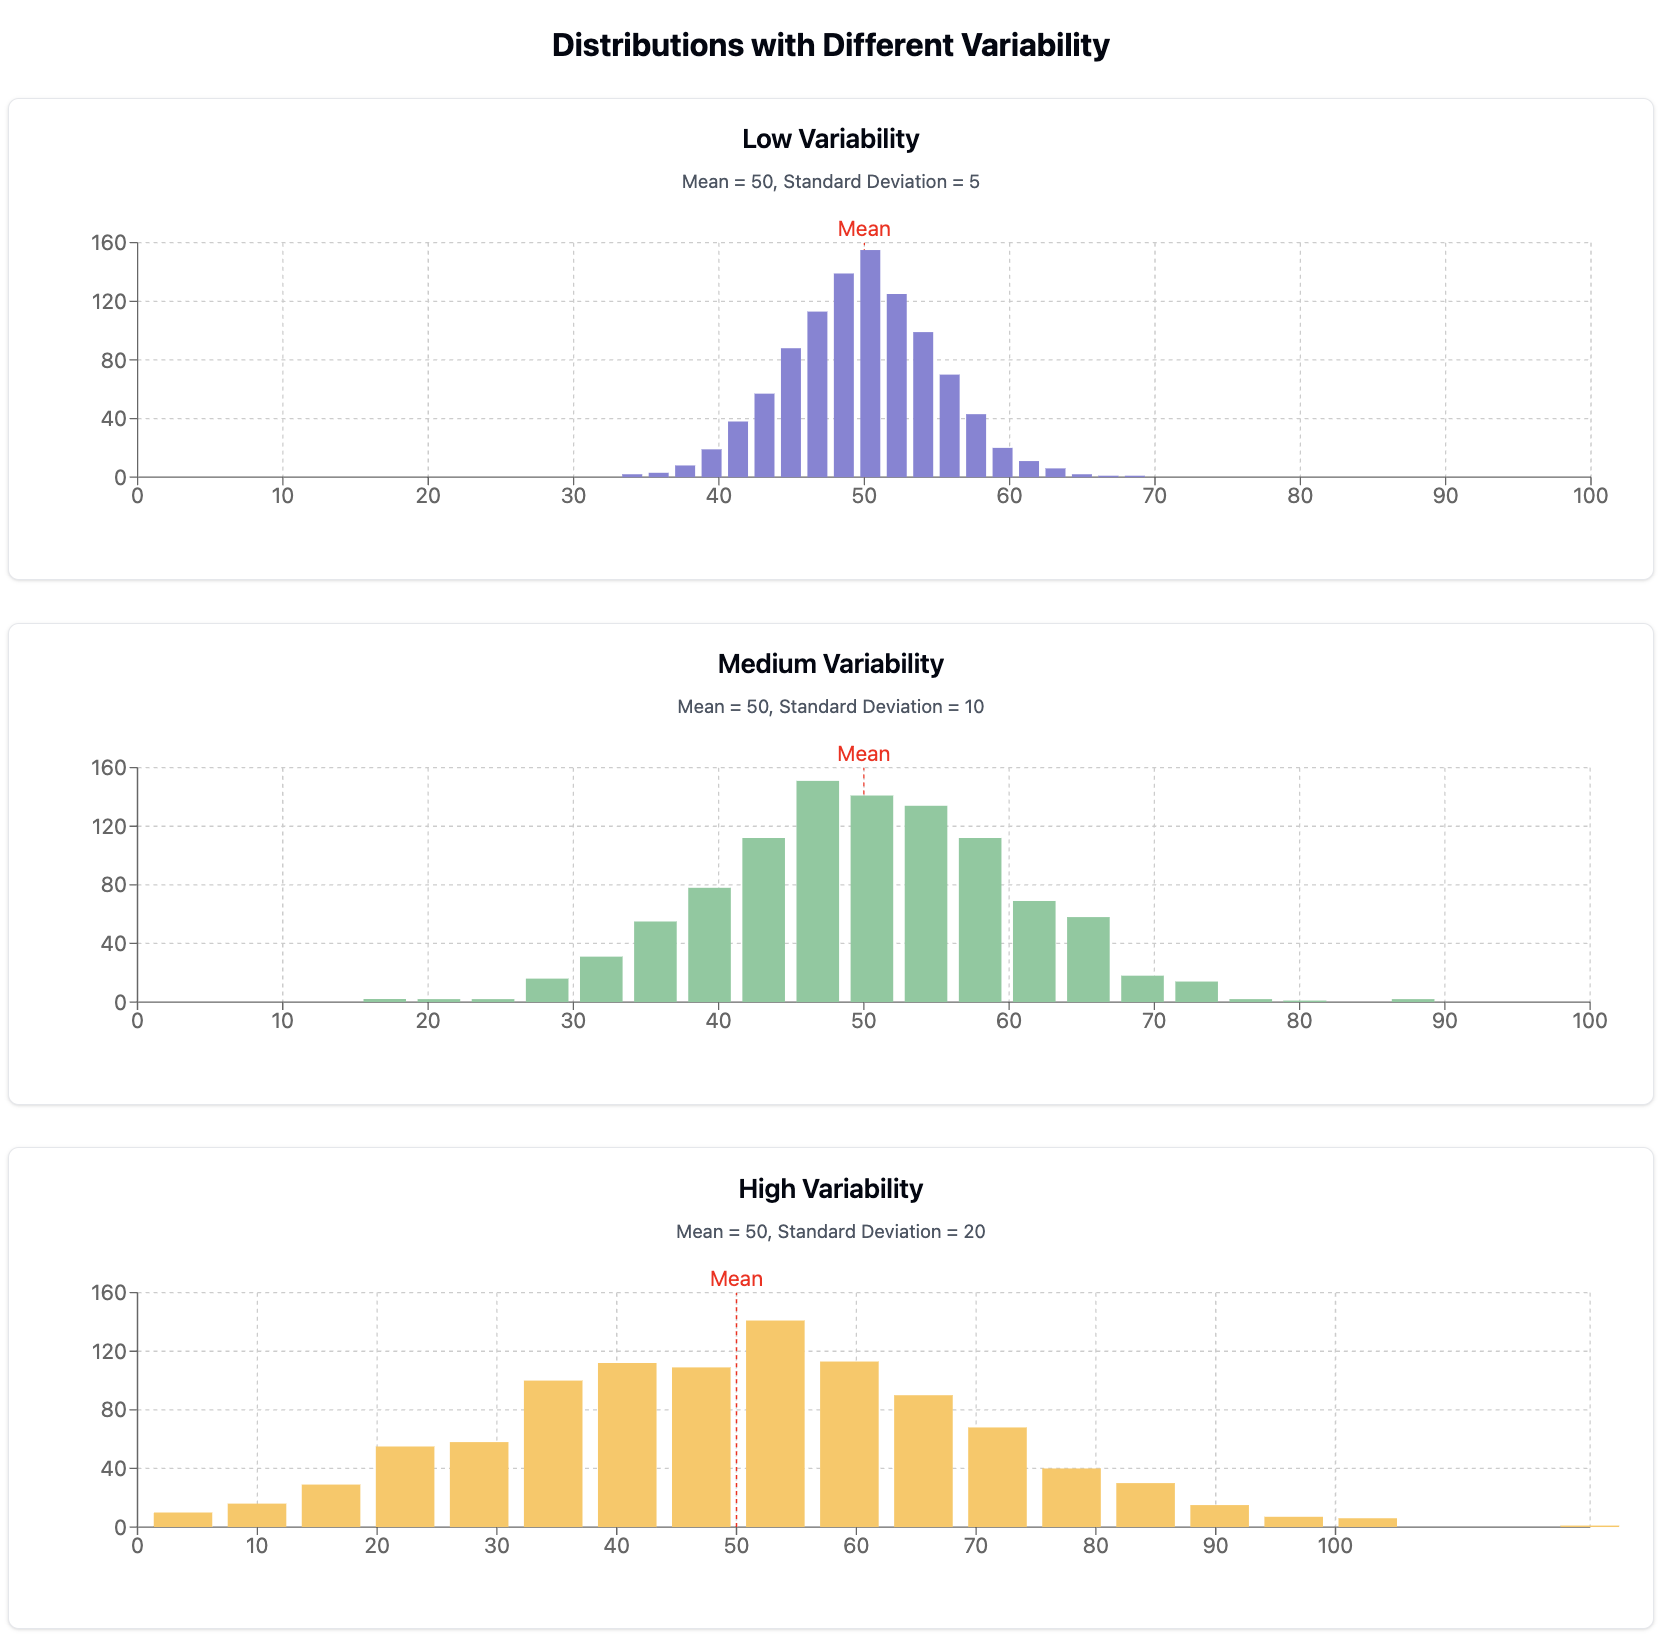 Distributions with Different Variability
Low Variability
Mean = 50, Standard Deviation = 5
Mean
160
120
80
40
0
0 10 20 30 40 50 60 70 80 90 100
Medium Variability
Mean = 50, Standard Deviation = 10
Mean
160
120
80
40
0
0 10 20 30 40 50 60 70 80 90 100
High Variability
Mean = 50, Standard Deviation = 20
Mean
160
120
80
40
0
0 10 20 30 40 50 60 70 80 90 100